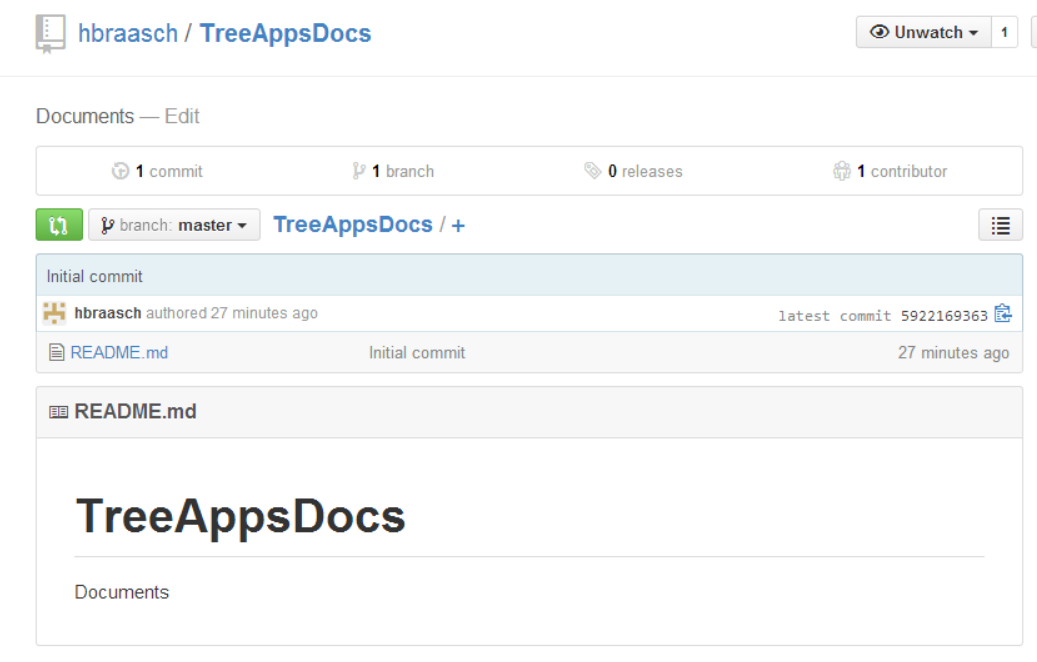 hbraasch / TreeAppsDocs
Unwatch 1
Documents — Edit
1 commit 1 branch 0 releases 1 contributor
branch: master TreeAppsDocs / +
Initial commit
hbraasch authored 27 minutes ago latest commit 5922169363
README.md Initial commit 27 minutes ago
README.md
TreeAppsDocs
Documents